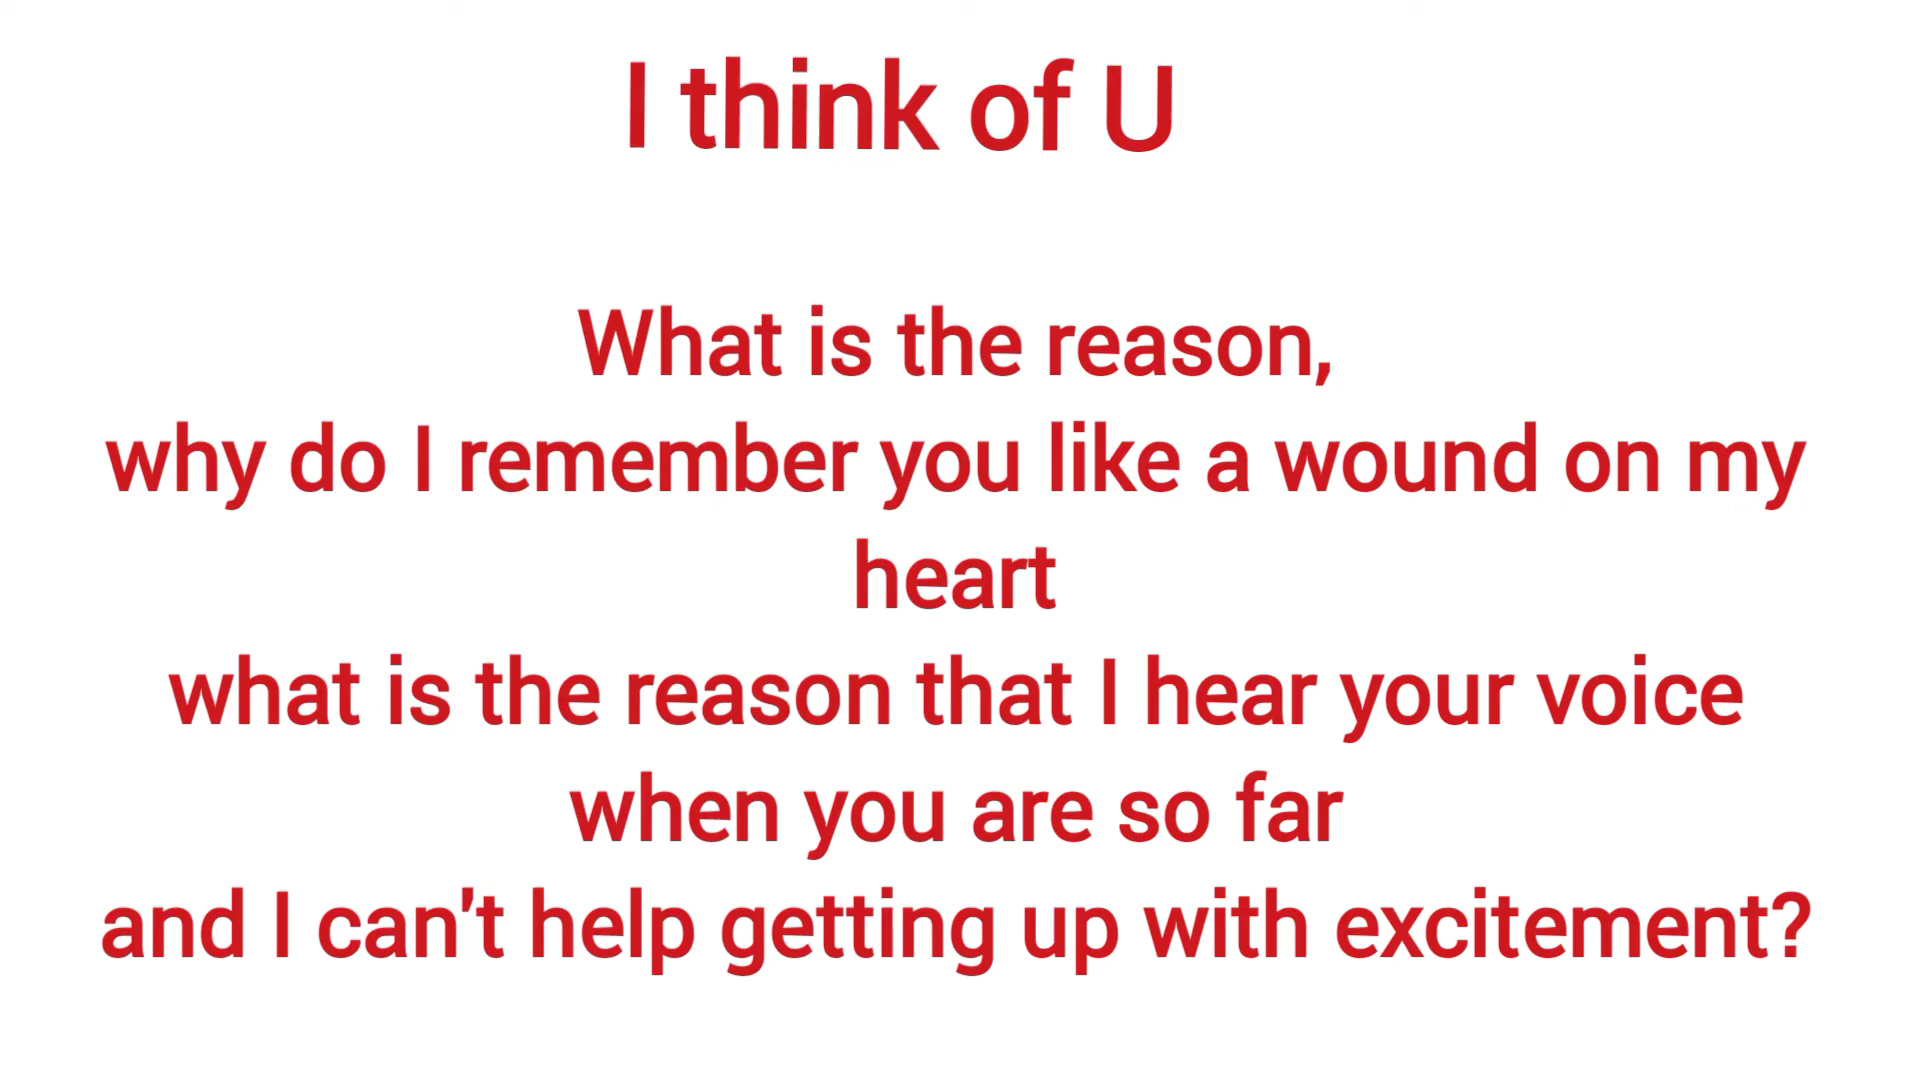 I think of U
What is the reason,
why do I remember you like a wound on my
heart
what is the reason that I hear your voice
when you are so far
and I can't help getting up with excitement?